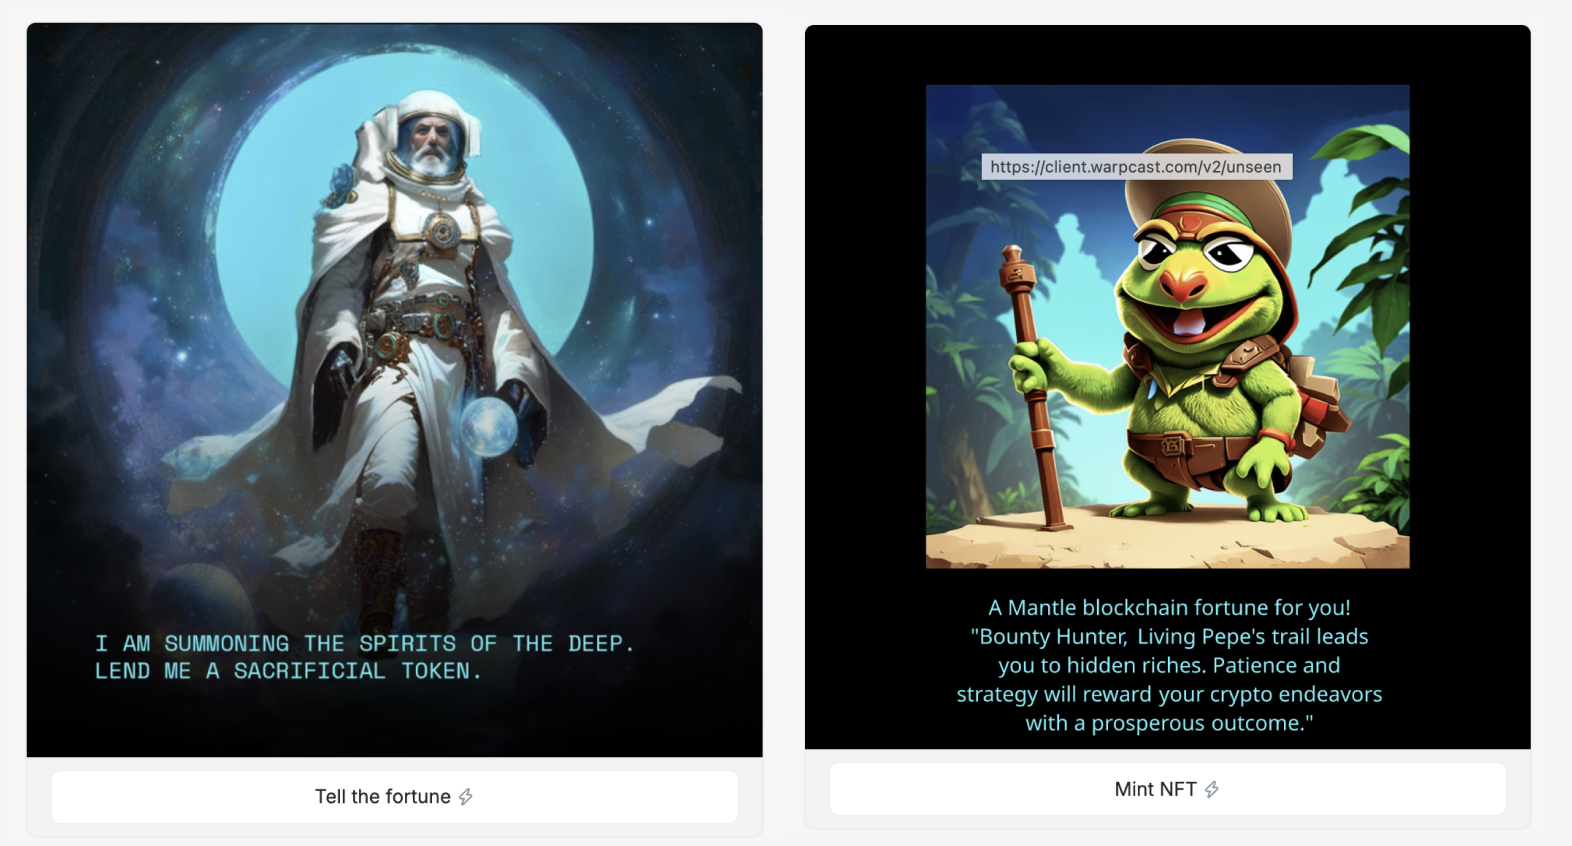 I AM SUMMONING THE SPIRITS OF THE DEEP.
LEND ME A SACRIFICIAL TOKEN.
Tell the fortune
https://client.warpcast.com/v2/unseen
A Mantle blockchain fortune for you!
"Bounty Hunter, Living Pepe's trail leads
you to hidden riches. Patience and
strategy will reward your crypto endeavors
with a prosperous outcome."
Mint NFT